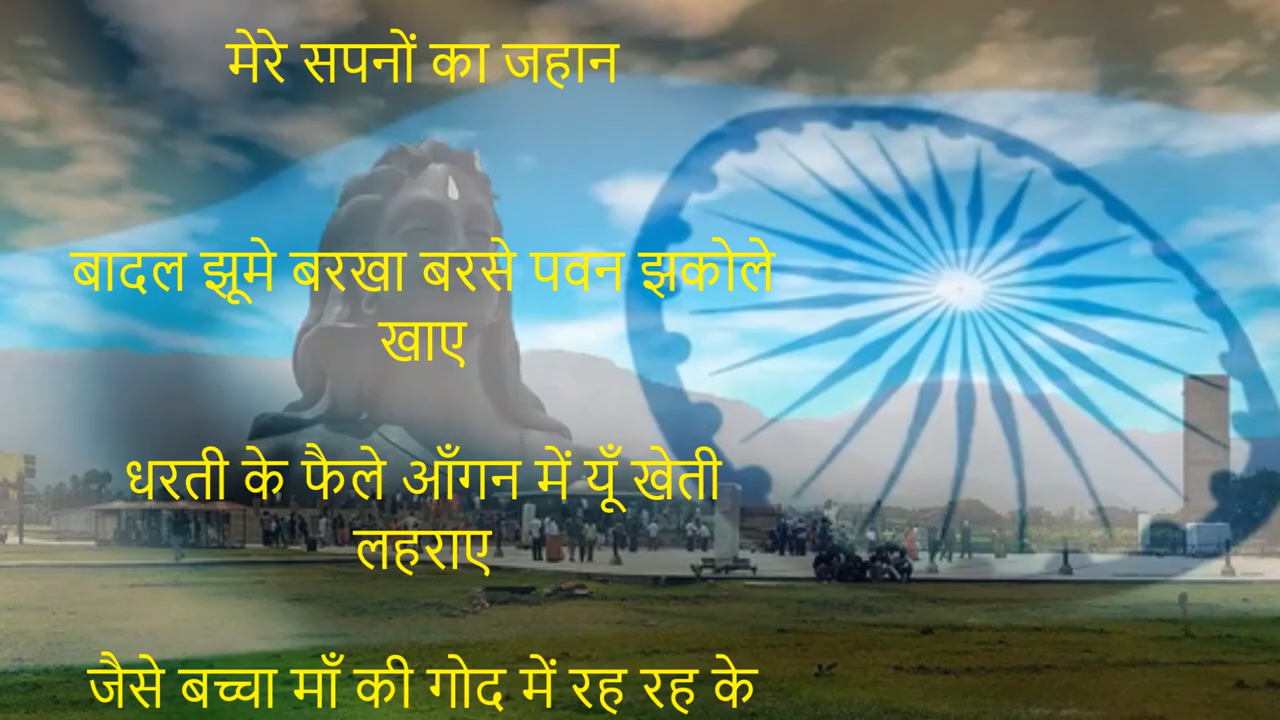 मेरे सपनों का जहान
बादल झूमे बरखा बरसे पवन झकोले
खाए
धरती के फैले आँगन में यूँ खेती
लहराए
जैसे बच्चा माँ की गोद में रह रह के